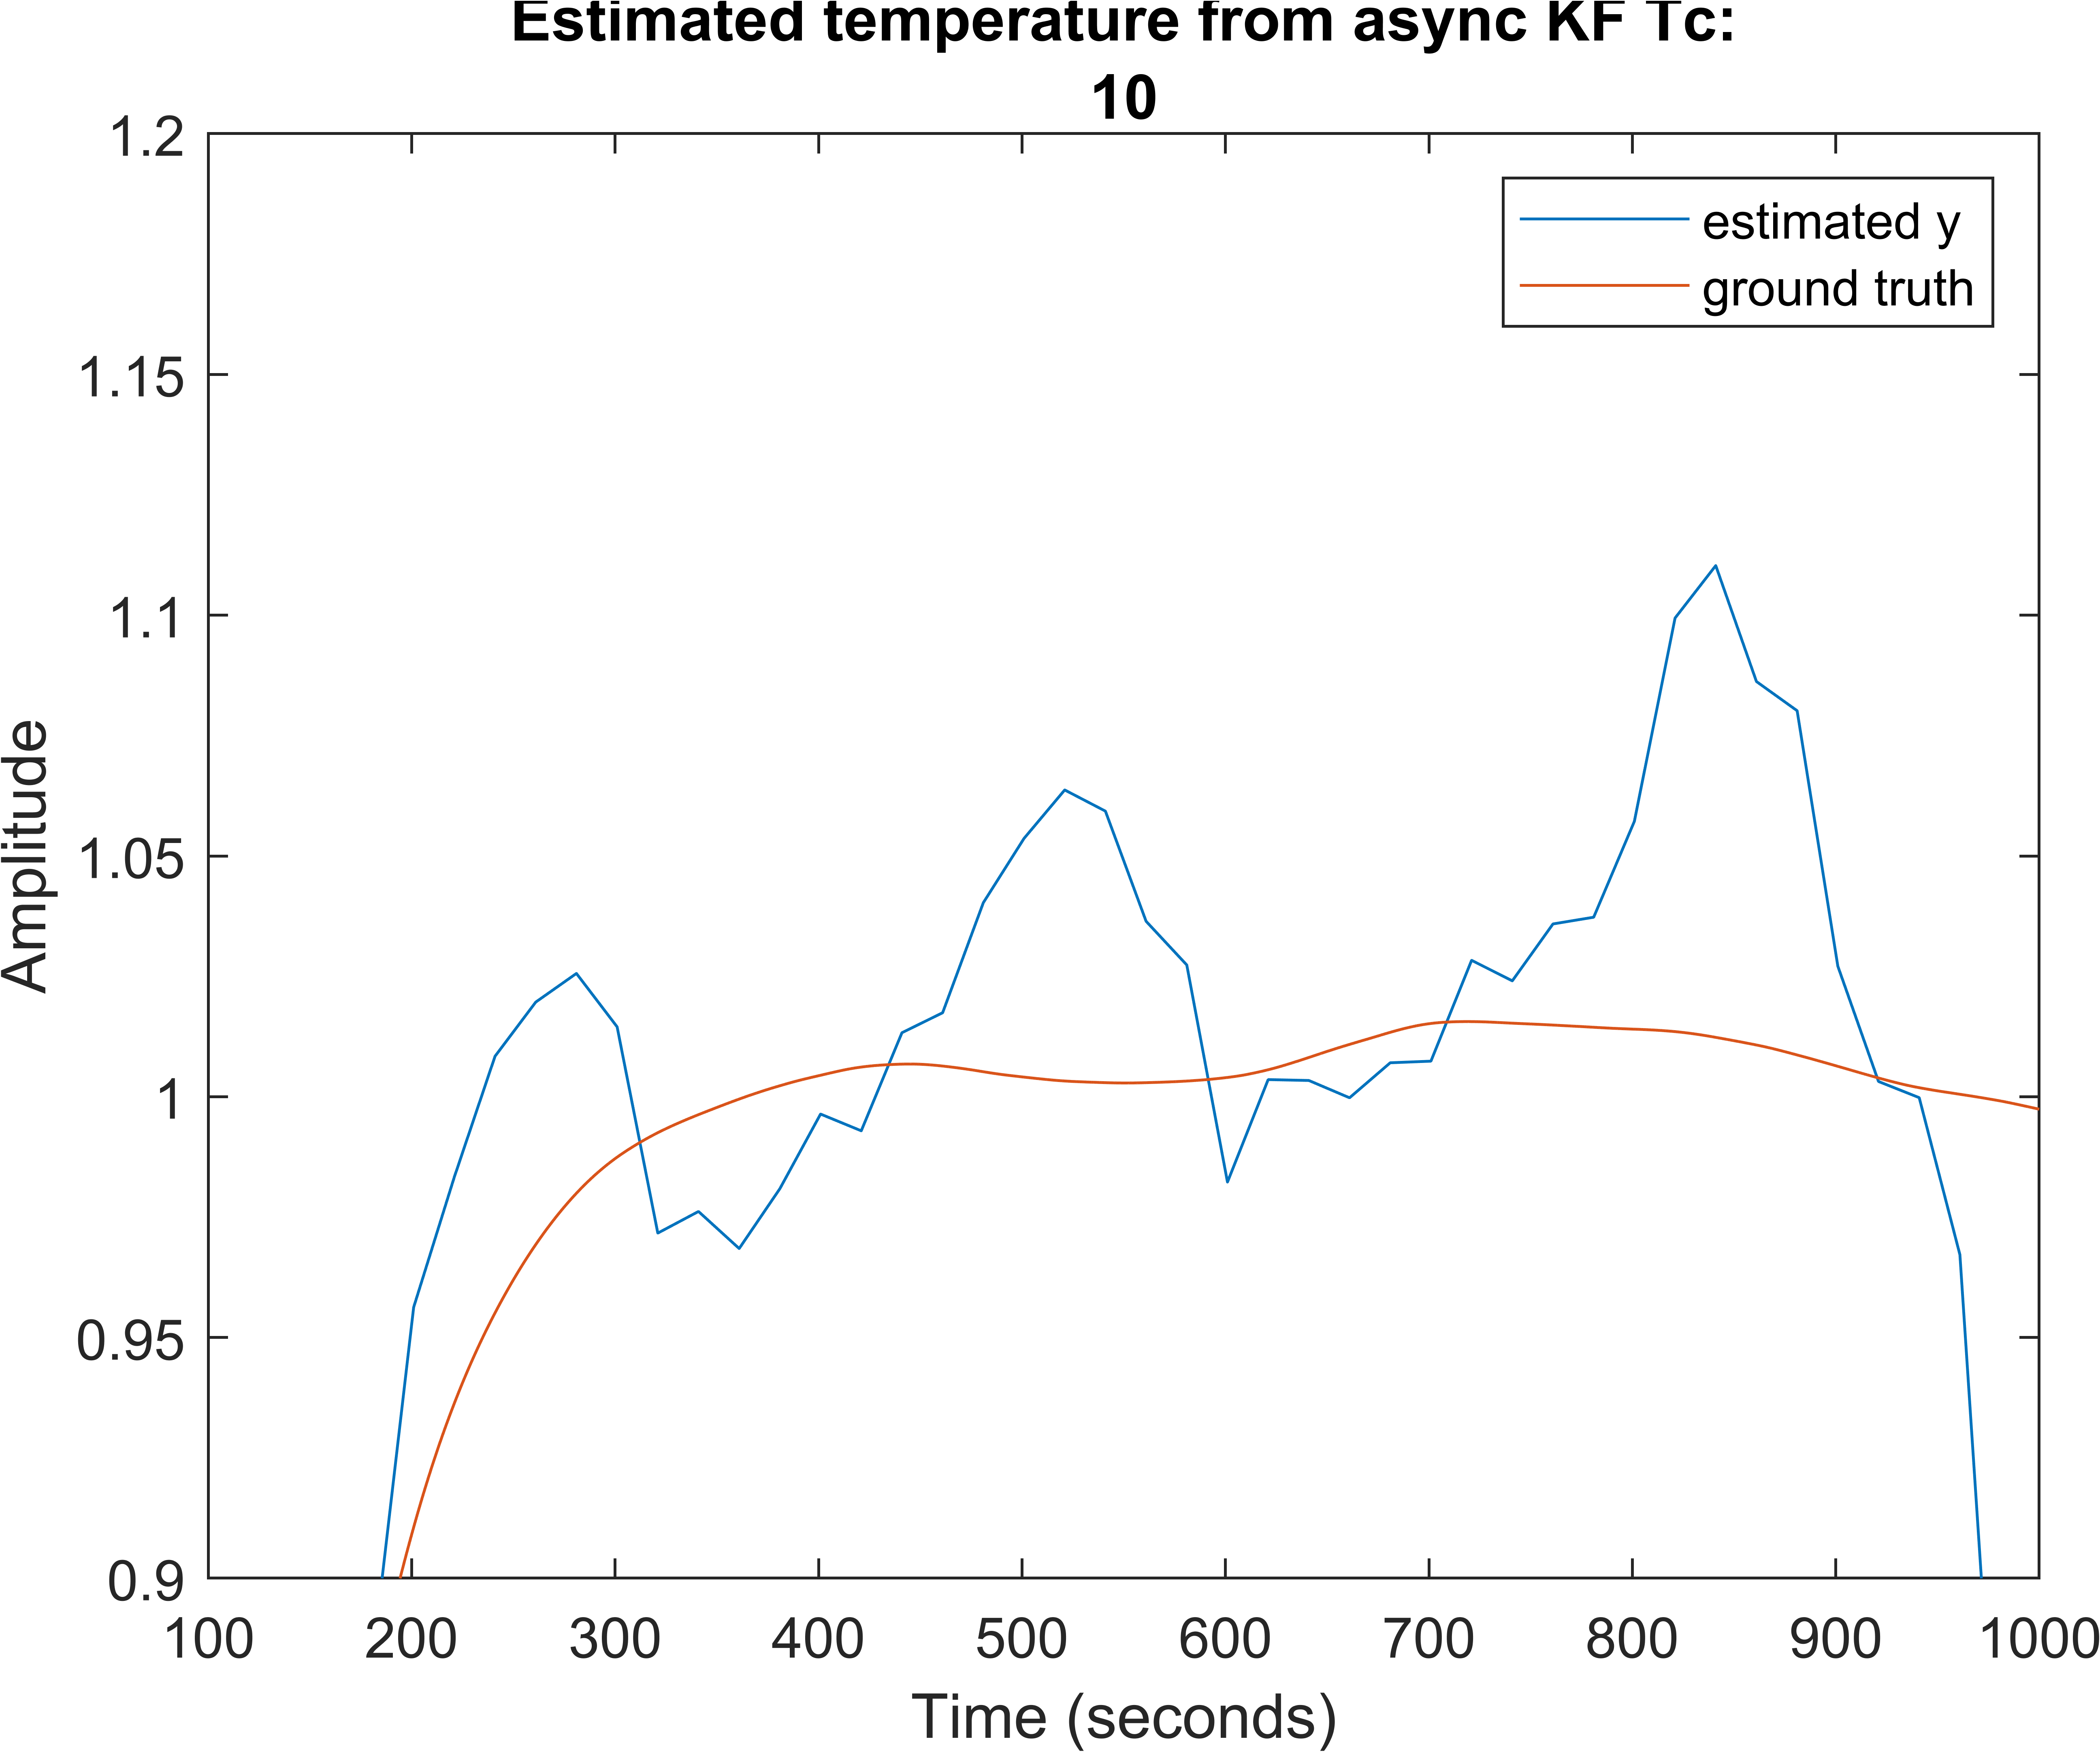 Estimated temperature from async KF Tc:
10
estimated y
ground truth
1.2
1.15
1.1
1.05
1
0.95
0.9
Amplitude
100 200 300 400 500 600 700 800 900 1000
Time (seconds)